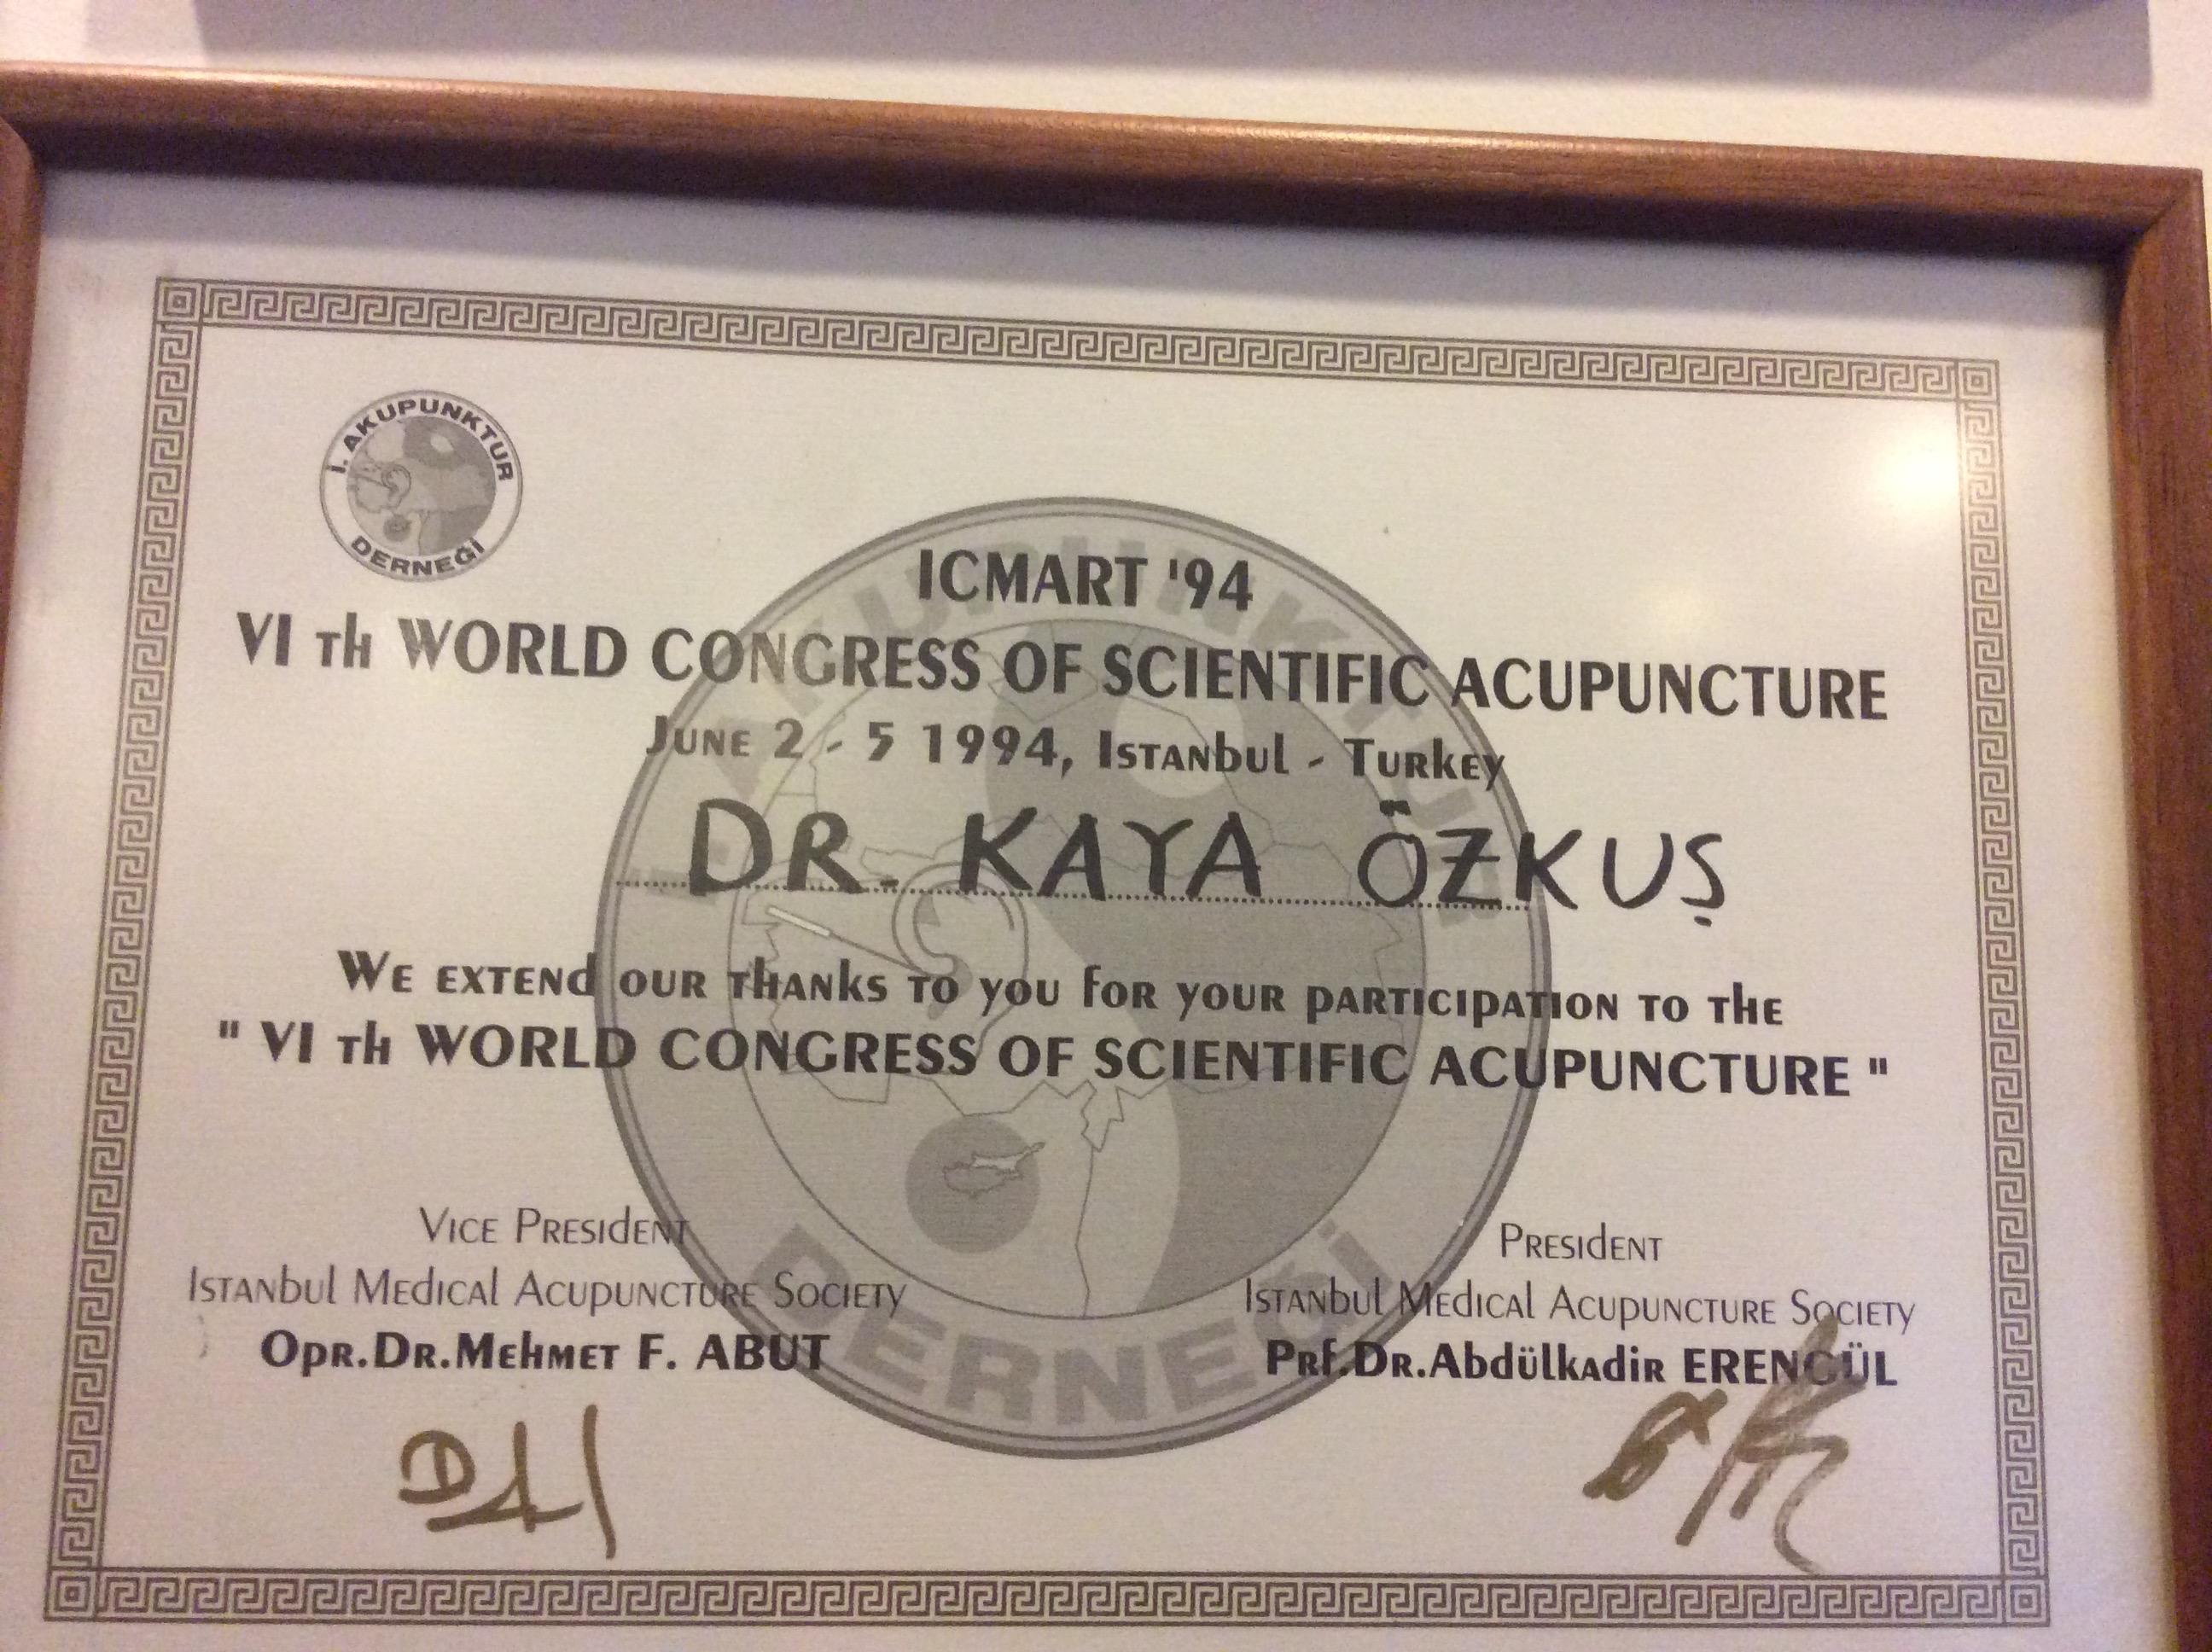 İ. AKUPUNKTUR
DERNEĞİ
ICMART '94
VI Th WORLD CONGRESS OF SCIENTIFIC ACUPUNCTURE
JUNE 2 - 5 1994, ISTANbul - TURKEY
DR. KAYA ÖZKUŞ
WE EXTENd OUR ThANKS TO yOU fOR yOUR pARTICIpATION TO ThE
" VI Th WORLD CONGRESS OF SCIENTIFIC ACUPUNCTURE "
VICE PRESIdENT
ISTANbul MEdICAl ACUpUNCTURE SOCIETY
OpR.DR.MEhMET F. ABUT
PRESIdENT
ISTANbul MEdICAl ACUpUNCTURE SOCIETY
PRf.DR.AbdülkAdiR ERENGÜL
İ. AKUPUNKTUR
DERNEĞİ